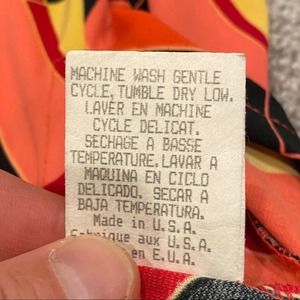 MACHINE WASH GENTLE
CYCLE, TUMBLE DRY LOW.
LAVER EN MACHINE
CYCLE DELICAT.
SECHAGE A BASSE
TEMPERATURE. LAVAR A
MAQUINA EN CICLO
DELICADO. SECAR A
BAJA TEMPERATURA.
Made in U.S.A.
Fabrique aux U.S.A.
en E.U.A.